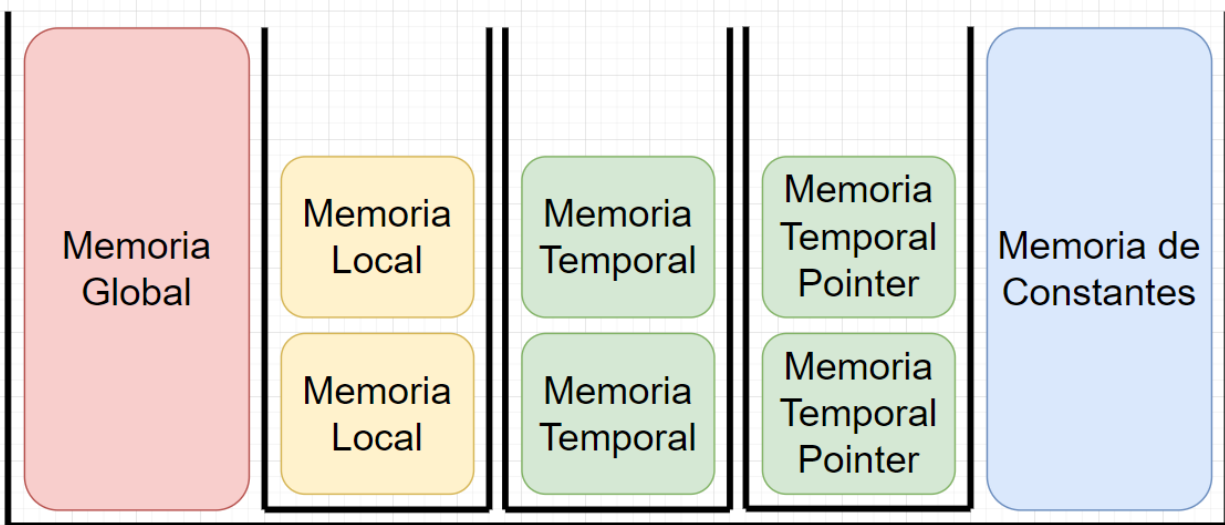 Memoria
Global
Memoria
Local
Memoria
Local
Memoria
Temporal
Memoria
Temporal
Memoria
Temporal
Pointer
Memoria
Temporal
Pointer
Memoria de
Constantes